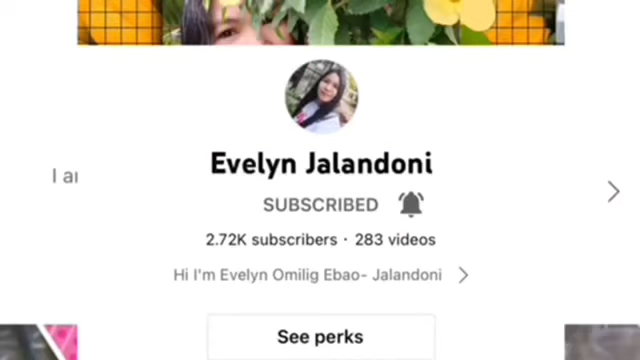 Evelyn Jalandoni
I
SUBSCRIBED
2.72K subscribers · 283 videos
Hi I'm Evelyn Omilig Ebao- Jalandoni
See perks